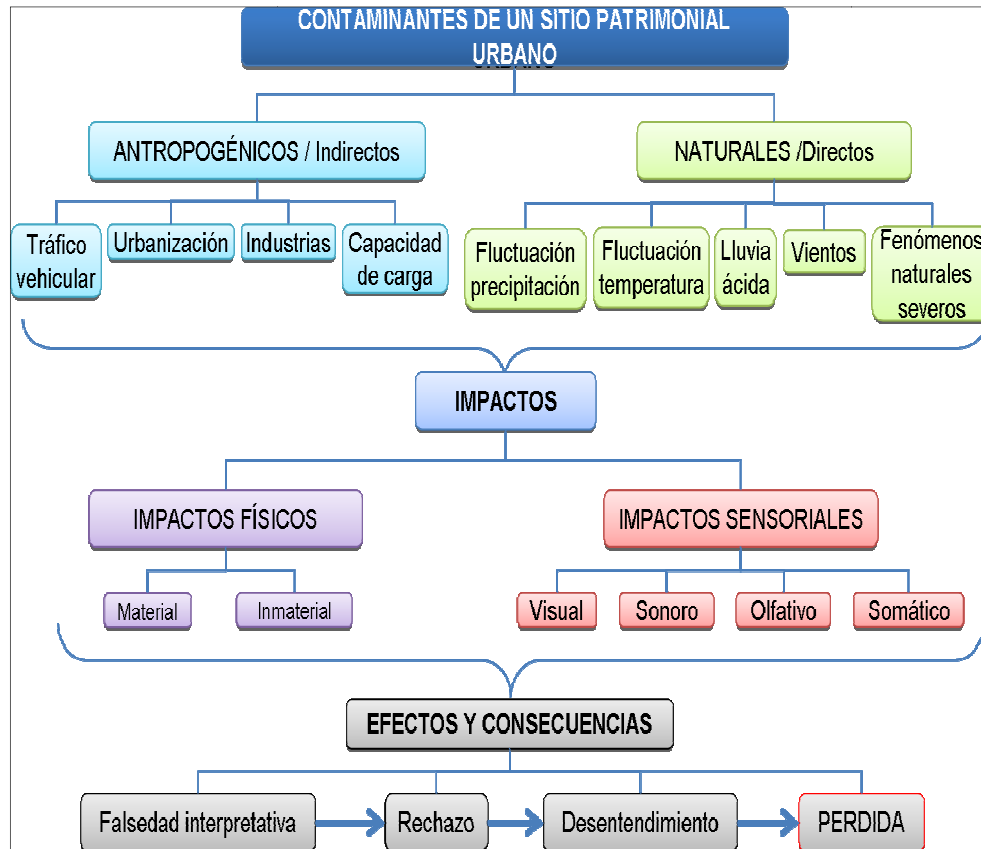 CONTAMINANTES DE UN SITIO PATRIMONIAL
URBANO
ANTROPOGÉNICOS / Indirectos
NATURALES /Directos
Tráfico
vehicular
Urbanización
Industrias
Capacidad
de carga
Fluctuación
precipitación
Fluctuación
temperatura
Lluvia
ácida
Vientos
Fenómenos
naturales
severos
IMPACTOS
IMPACTOS FÍSICOS
IMPACTOS SENSORIALES
Material
Inmaterial
Visual
Sonoro
Olfativo
Somático
EFECTOS Y CONSECUENCIAS
Falsedad interpretativa
Rechazo
Desentendimiento
PERDIDA